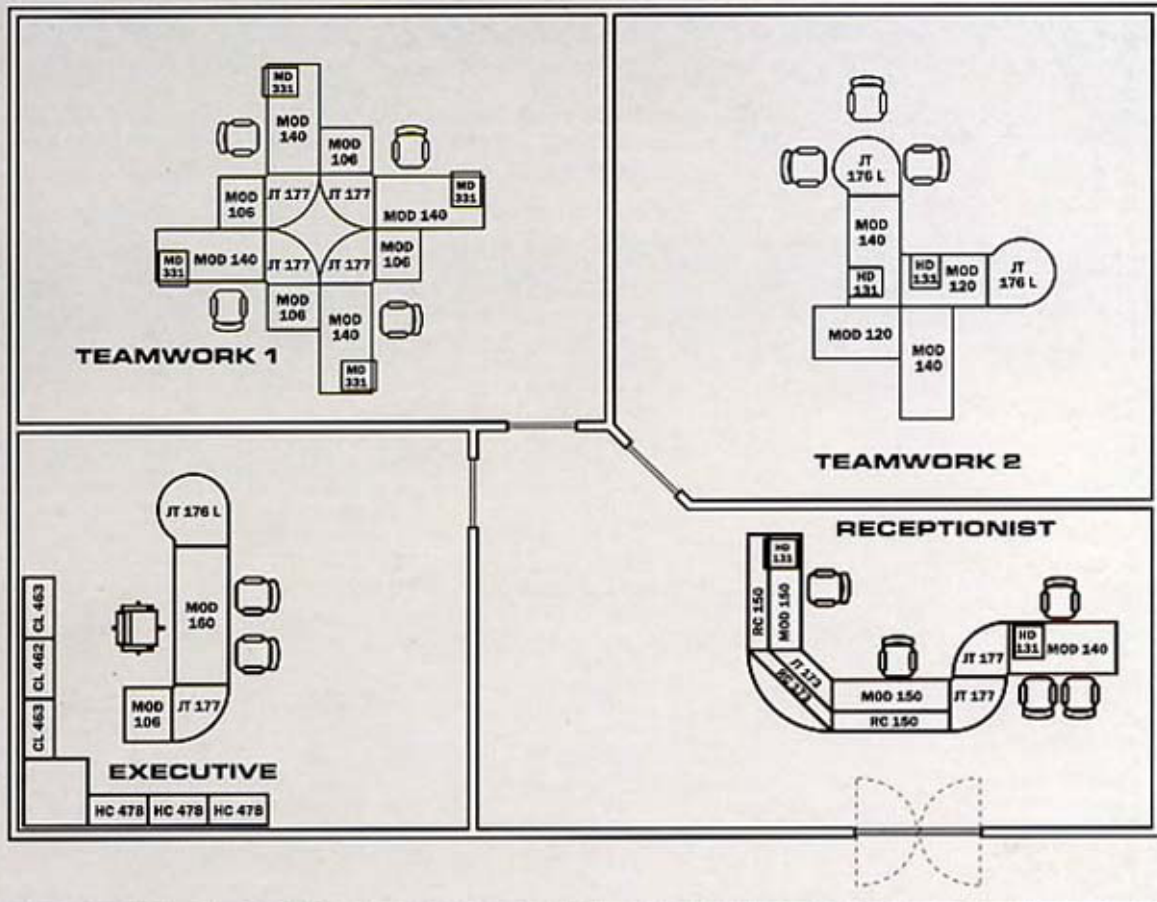 MD
331
MOD
140
MOD
106
MOD
106
JT 177
JT 177
MD
331
MOD 140
MD
331
MOD 140
JT 177
JT 177
MOD
106
MOD
106
MOD
140
MD
331
TEAMWORK 1
JT
176 L
MOD
140
HD
131
HD
131
MOD
120
JT
176 L
MOD 120
MOD
140
TEAMWORK 2
JT 176 L
MOD
160
MOD
106
JT 177
CL 463
CL 462
CL 463
EXECUTIVE
HC 478
HC 478
HC 478
RECEPTIONIST
HD
131
RC 150
MOD 150
JT 173
RC 173
MOD 150
RC 150
JT 177
JT 177
HD
131
MOD 140